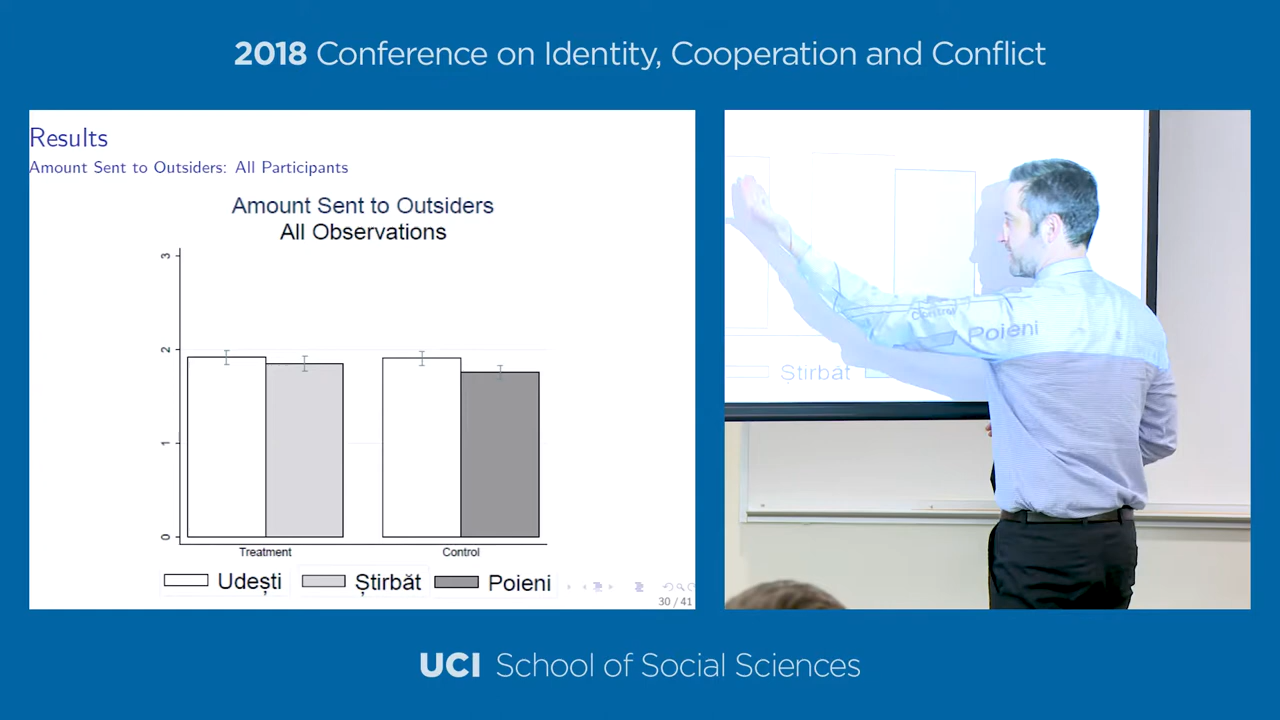 2018 Conference on Identity, Cooperation and Conflict
Results
Amount Sent to Outsiders: All Participants
Amount Sent to Outsiders
All Observations
3
2
1
0
Treatment Control
Udești Știrbăt Poieni
30 / 41
Control
Poieni
Știrbăt
UCI School of Social Sciences